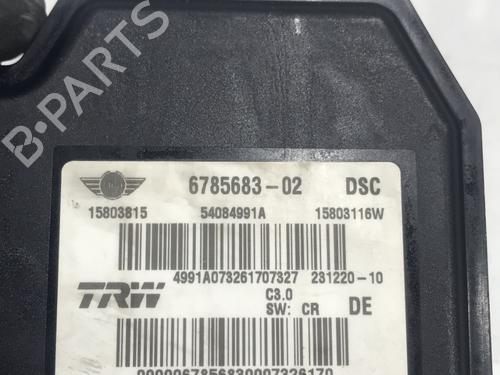 B-PARTS
6785683-02 DSC
15803815 54084991A 15803116W
4991A073261707327 231220-10
TRW C3.0
SW: CR DE